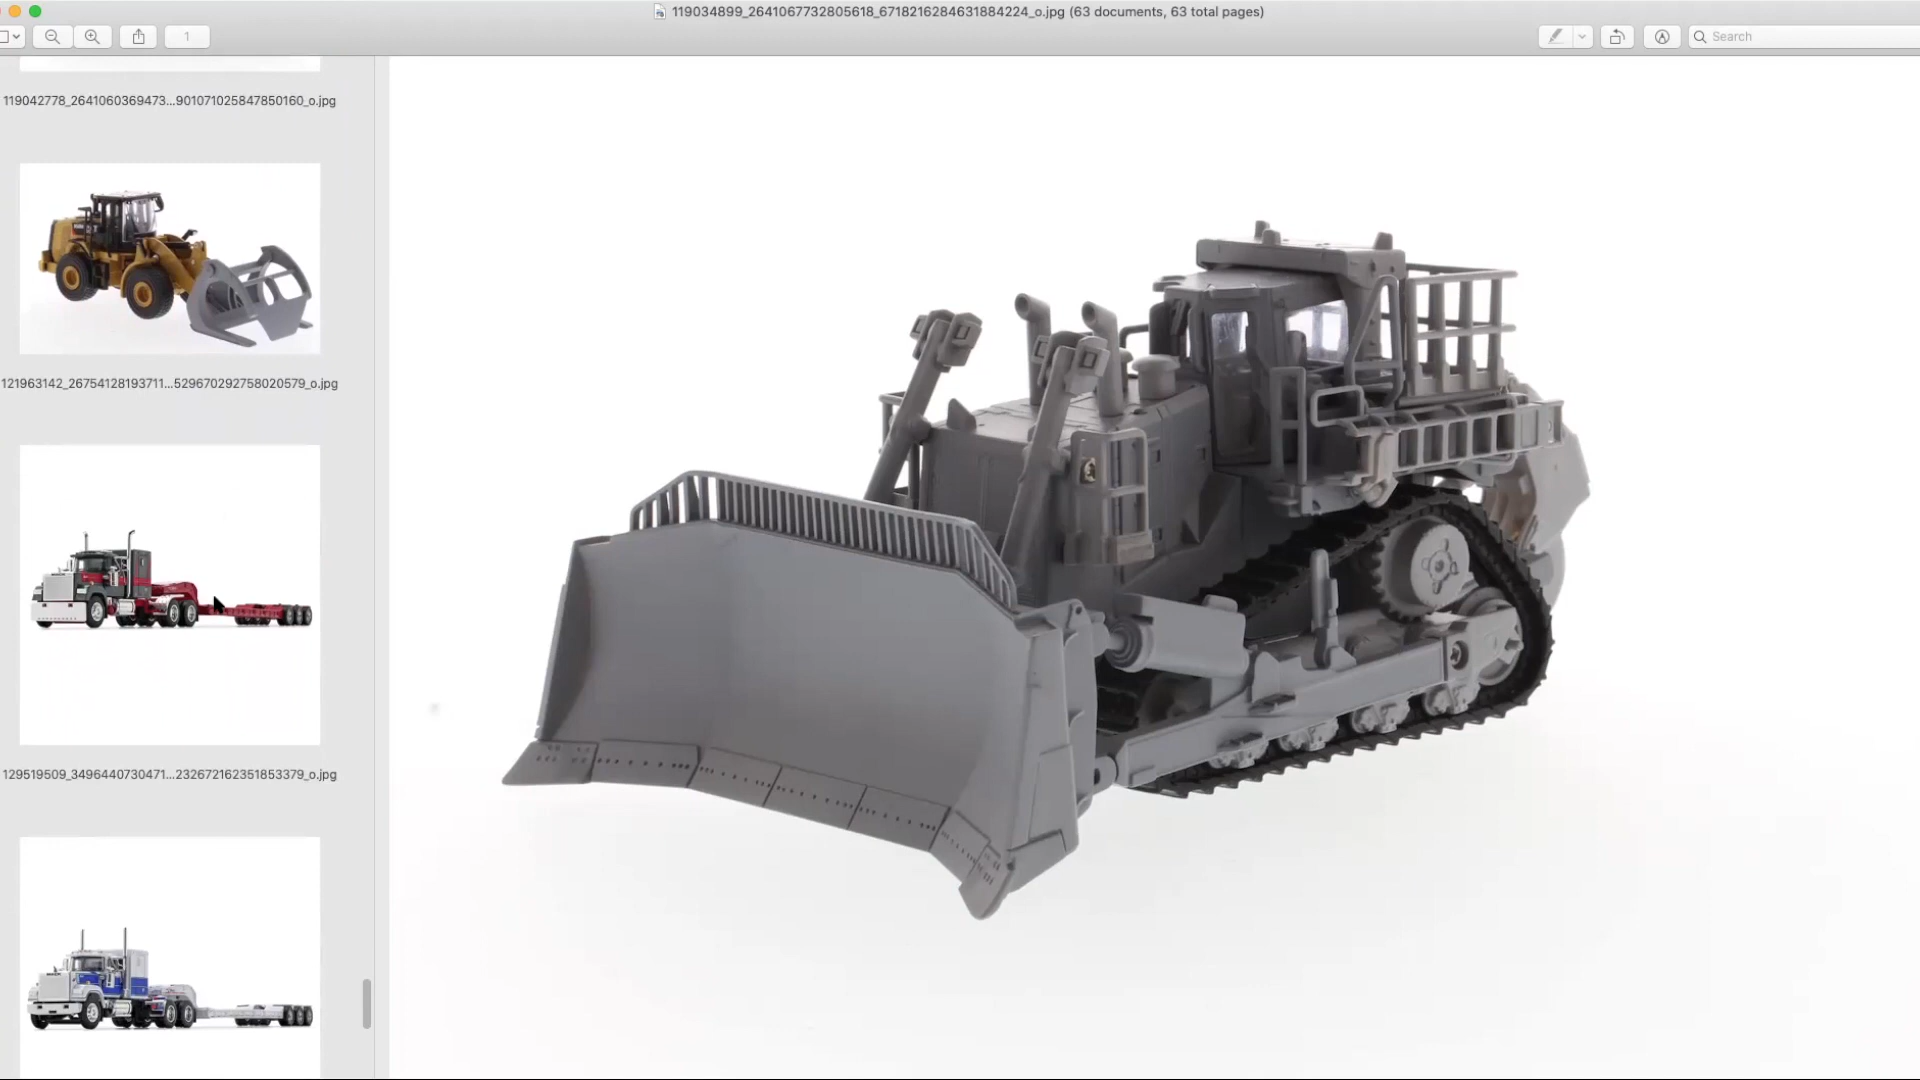 119034899_2641067732805618_6718216284631884224_o.jpg (63 documents, 63 total pages)
1
Search
119042778_2641060369473...901071025847850160_o.jpg
121963142_26754128193711...529670292758020579_o.jpg
129519509_3496440730471...232672162351853379_o.jpg